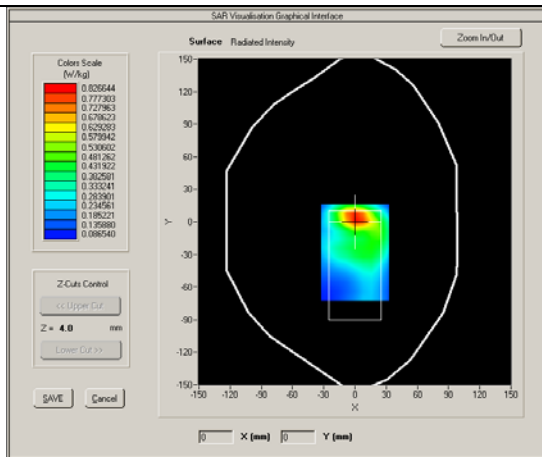 SAR Visualisation Graphical Interface
Surface Radiated Intensity
Zoom In/Out
Colors Scale
(W/kg)
0.826644
0.777303
0.727963
0.678623
0.629283
0.579942
0.530602
0.481262
0.431922
0.382581
0.333241
0.283901
0.234561
0.185221
0.135880
0.086540
Z-Cuts Control
<< Upper Cut
Z = 4.0 mm
Lower Cut >>
SAVE Cancel
150-
120-
90-
60-
30-
0-
-30-
-60-
-90-
-120-
-150-
Y
-150 -120 -90 -60 -30 0 30 60 90 120 150
X
0 X (mm) 0 Y (mm)